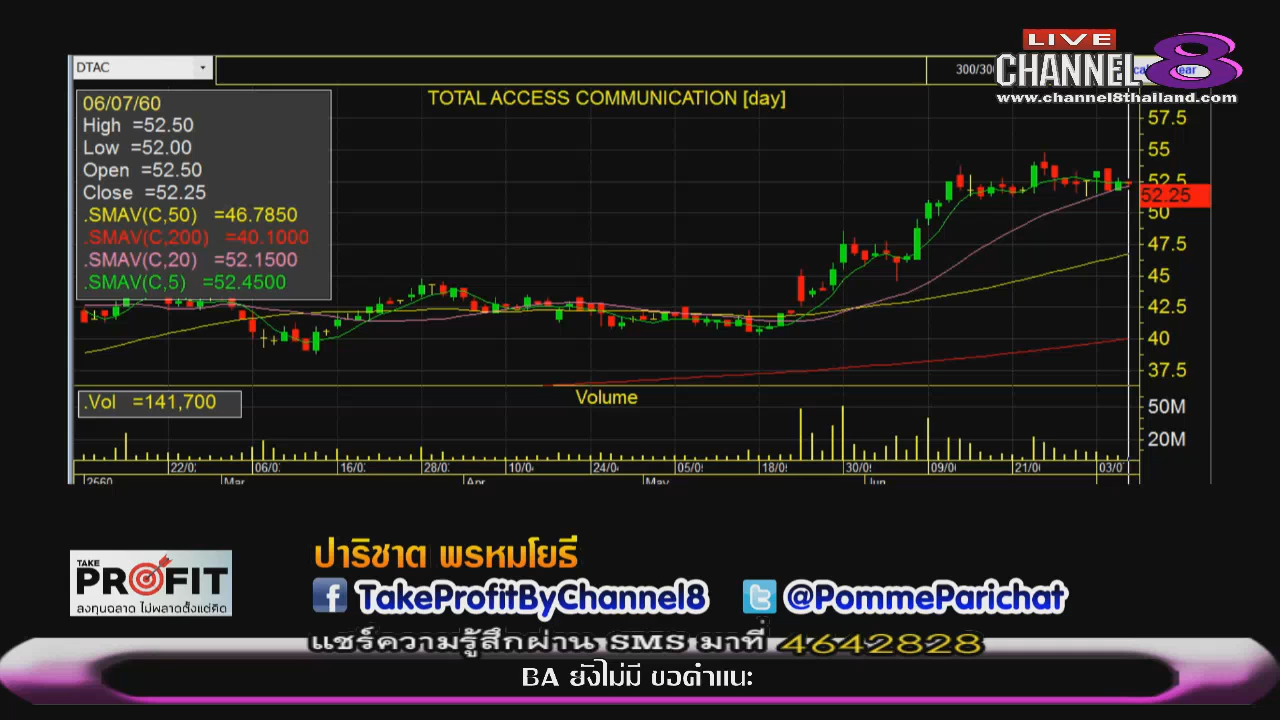 DTAC
300/300
LIVE
CHANNEL 8
www.channel8thailand.com
TOTAL ACCESS COMMUNICATION [day]
06/07/60
High =52.50
Low =52.00
Open =52.50
Close =52.25
.SMAV(C,50) =46.7850
.SMAV(C,200) =40.1000
.SMAV(C,20) =52.1500
.SMAV(C,5) =52.4500
57.5
55
52.5
52.25
50
47.5
45
42.5
40
37.5
.Vol =141,700
Volume
50M
20M
22/0 06/0 16/0 28/0 10/0 24/0 05/0 18/0 30/0 09/0 21/0 03/0
2560 Mar Apr May Jun
TAKE
PROFIT
ลงทุนฉลาด ไม่พลาดตั้งแต่คิด
ปาริชาต พรหมโยธี
TakeProfitByChannel8 @PommeParichat
แชร์ความรู้สึกผ่าน SMS มาที่ 4642828
BA ยังไม่มี ขอคำแนะ